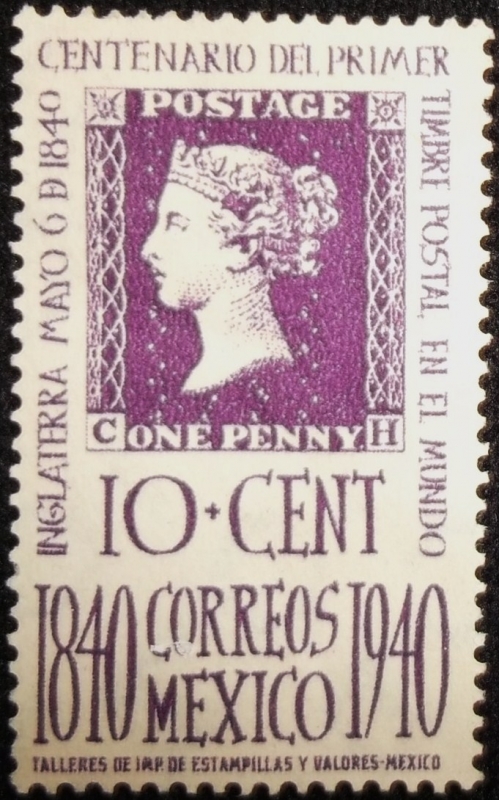 CENTENARIO DEL PRIMER
TIMBRE POSTAL EN EL MUNDO
INGLATERRA MAYO 6 D 1840
POSTAGE
C ONE PENNY H
10 + CENT
1840 CORREOS 1940
MEXICO
TALLERES DE IMP. DE ESTAMPILLAS Y VALORES-MEXICO